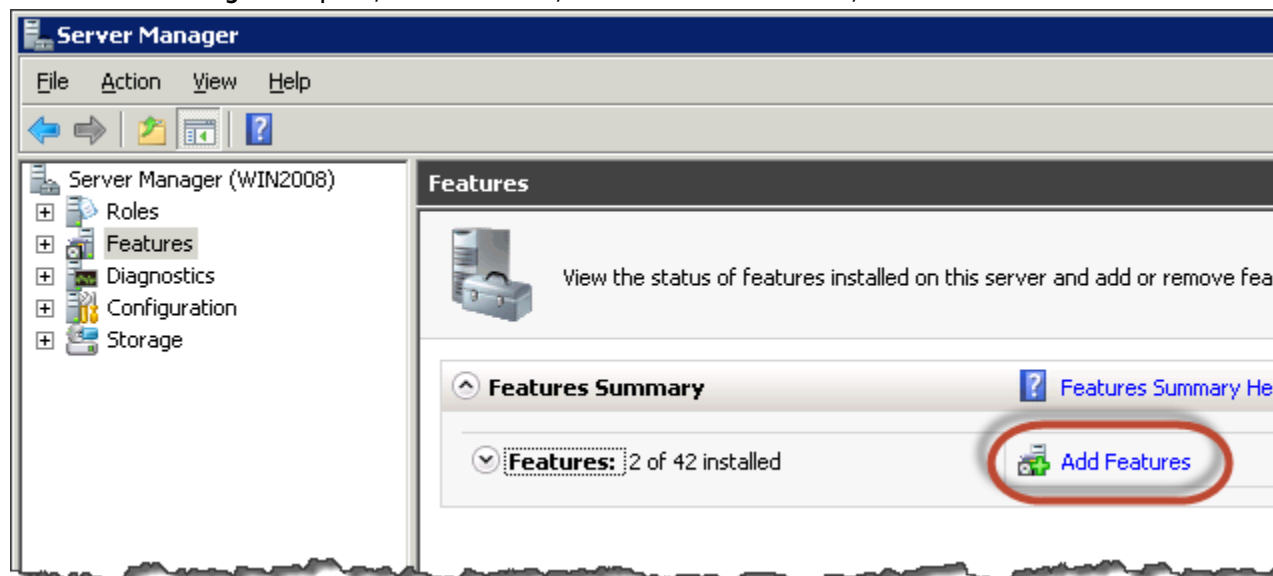 Server Manager
File Action View Help
Server Manager (WIN2008)
Roles
Features
Diagnostics
Configuration
Storage
Features
View the status of features installed on this server and add or remove fea
Features Summary
Features Summary He
Features: 2 of 42 installed
Add Features